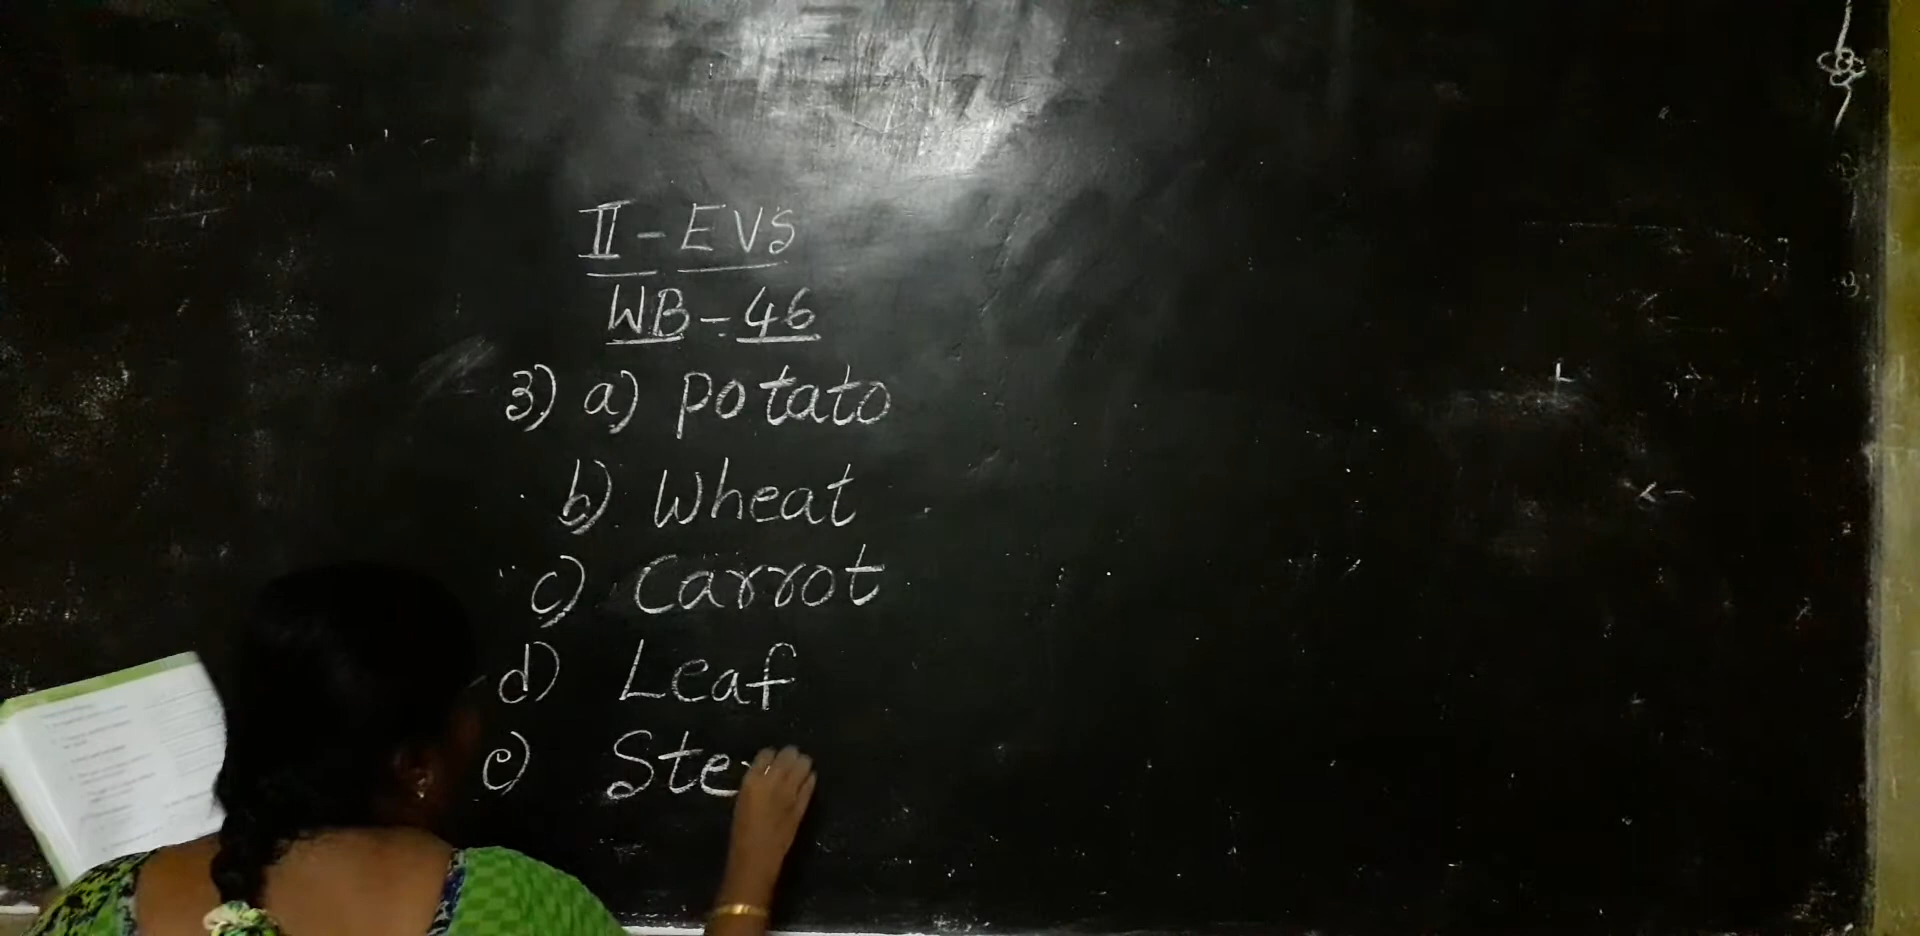 II - EVS
WB - 46
3) a) Potato
b) Wheat
c) Carrot
d) Leaf
e) Ste